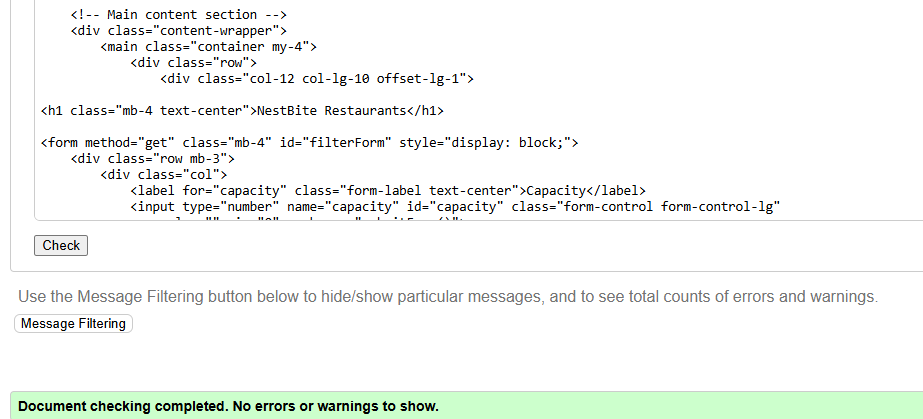 <!-- Main content section -->
<div class="content-wrapper">
<main class="container my-4">
<div class="row">
<div class="col-12 col-lg-10 offset-lg-1">
<h1 class="mb-4 text-center">NestBite Restaurants</h1>
<form method="get" class="mb-4" id="filterForm" style="display: block;">
<div class="row mb-3">
<div class="col">
<label for="capacity" class="form-label text-center">Capacity</label>
<input type="number" name="capacity" id="capacity" class="form-control form-control-lg"
Check
Use the Message Filtering button below to hide/show particular messages, and to see total counts of errors and warnings.
Message Filtering
Document checking completed. No errors or warnings to show.